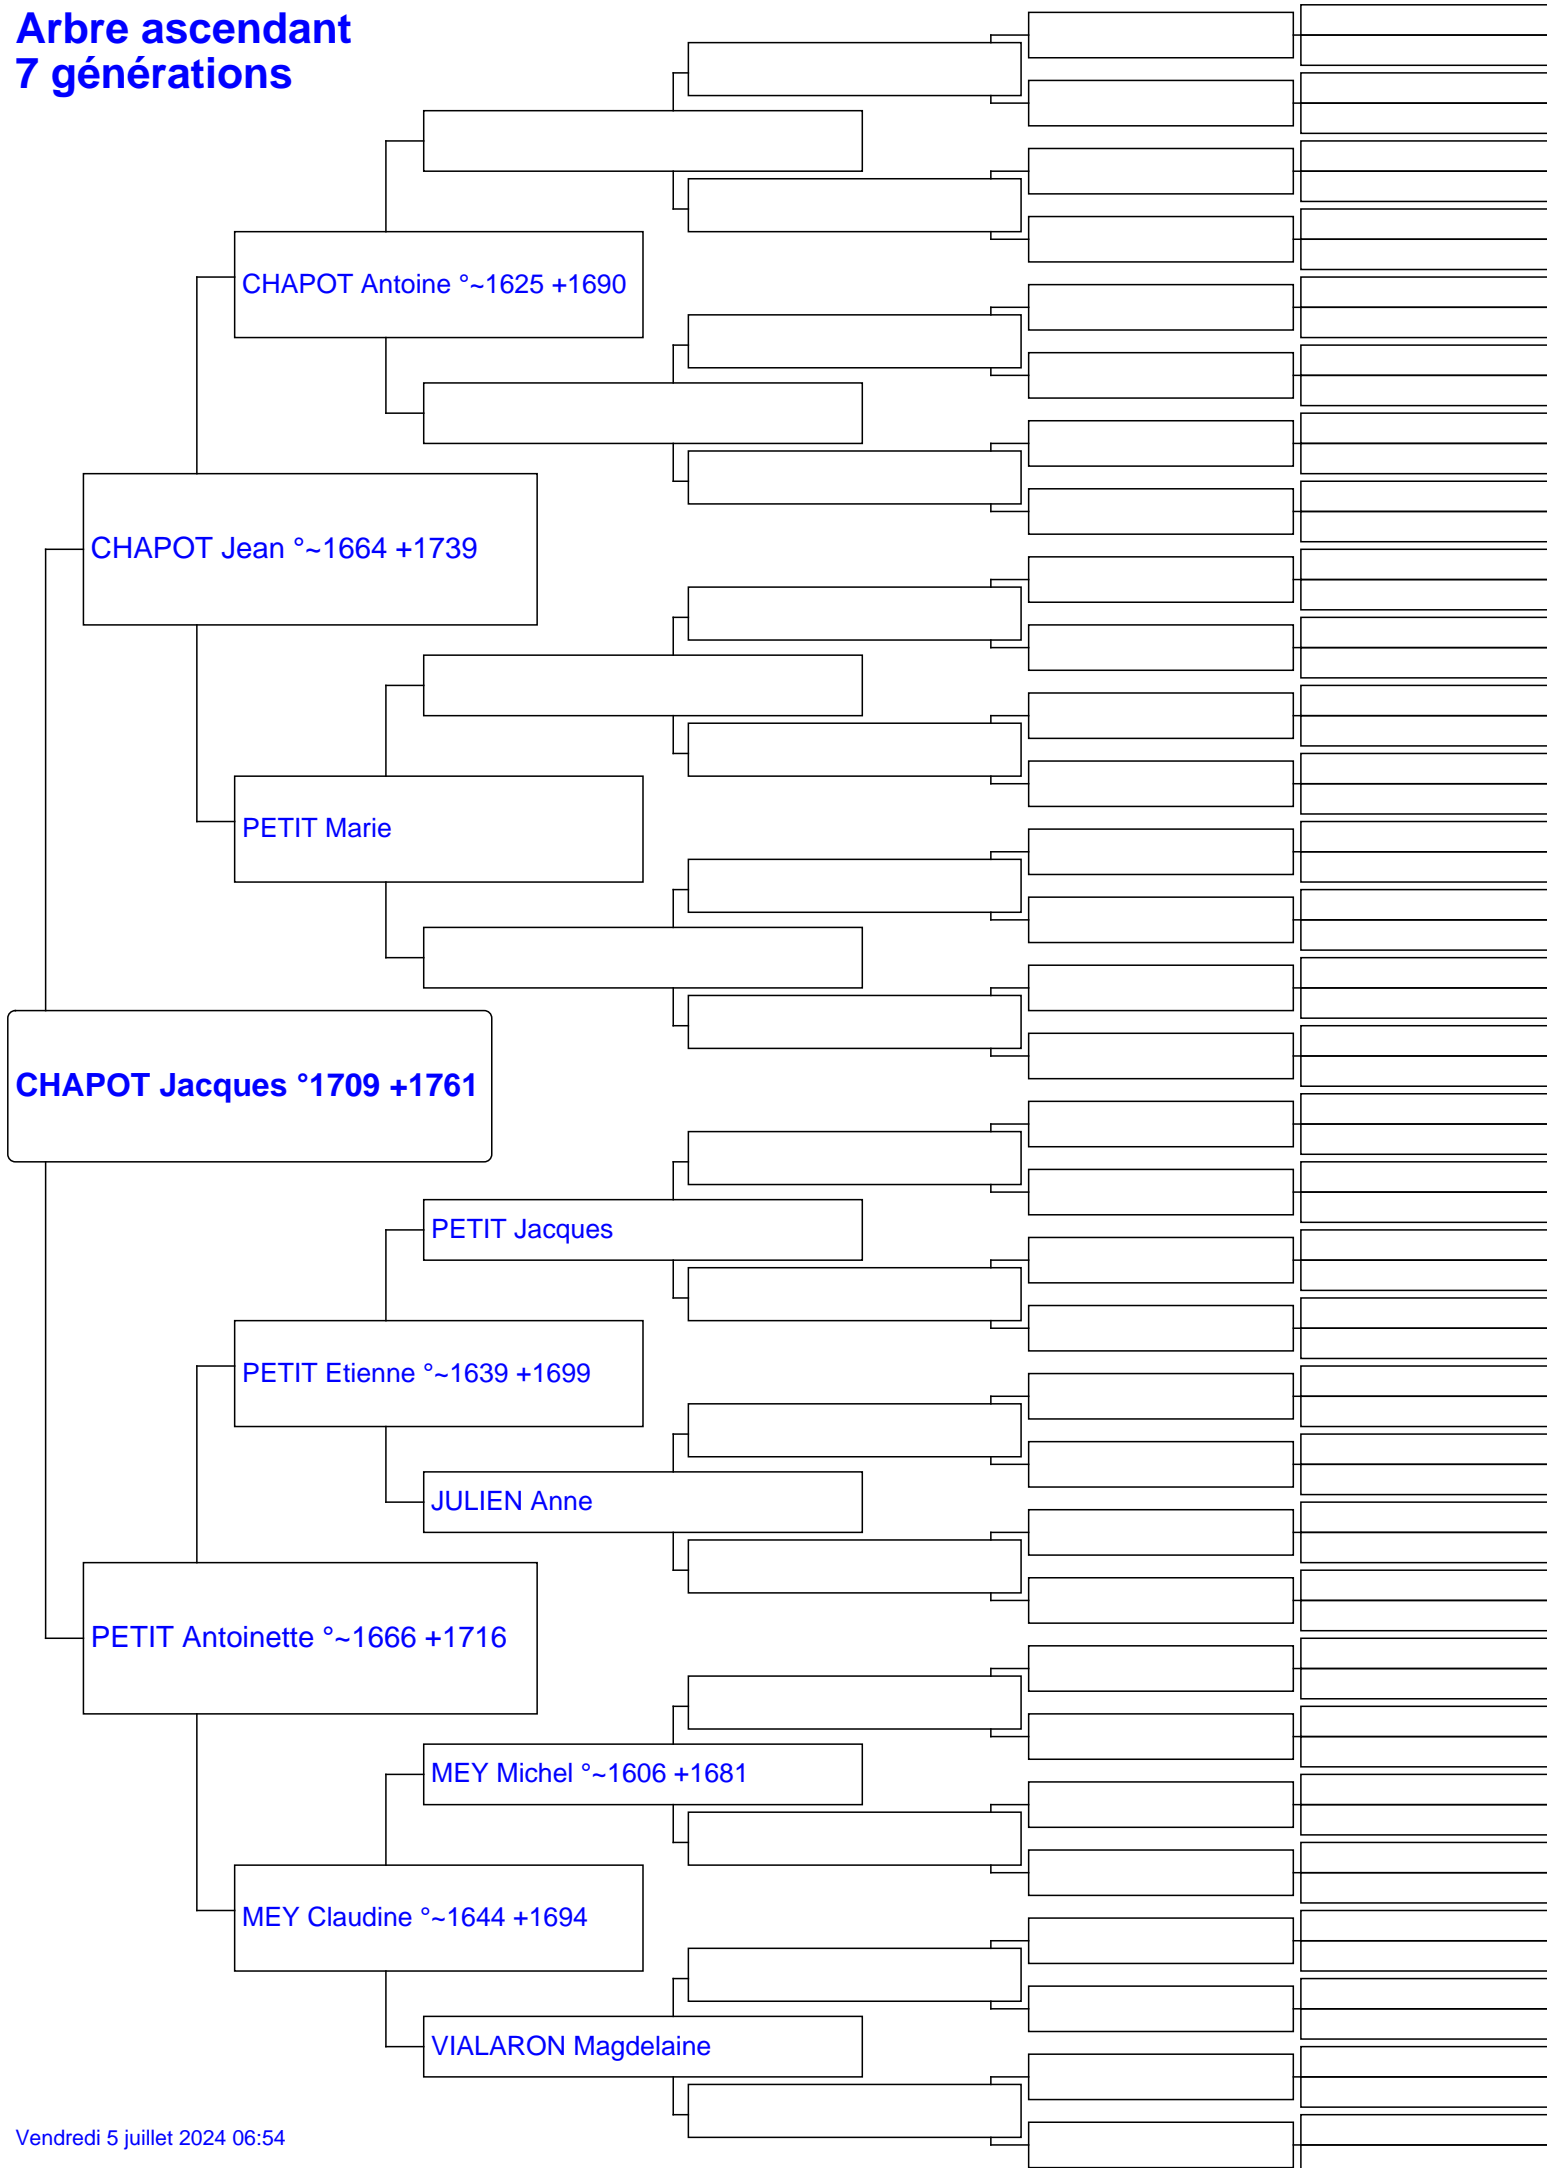 Arbre ascendant
7 générations
CHAPOT Antoine °~1625 +1690
CHAPOT Jean °~1664 +1739
PETIT Marie
CHAPOT Jacques °1709 +1761
PETIT Jacques
PETIT Etienne °~1639 +1699
JULIEN Anne
PETIT Antoinette °~1666 +1716
MEY Michel °~1606 +1681
MEY Claudine °~1644 +1694
VIALARON Magdelaine
Vendredi 5 juillet 2024 06:54